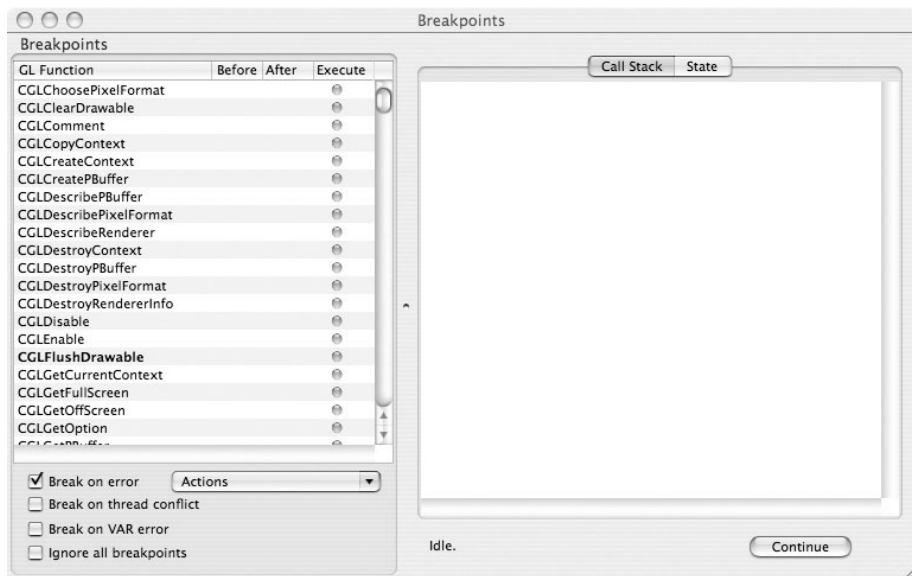 Breakpoints
Breakpoints
GL Function Before After Execute
CGLChoosePixelFormat
CGLClearDrawable
CGLComment
CGLCopyContext
CGLCreateContext
CGLCreatePBuffer
CGLDescribePBuffer
CGLDescribePixelFormat
CGLDescribeRenderer
CGLDestroyContext
CGLDestroyPBuffer
CGLDestroyPixelFormat
CGLDestroyRendererInfo
CGLDisable
CGLEnable
CGLFlushDrawable
CGLGetCurrentContext
CGLGetFullScreen
CGLGetOffScreen
CGLGetOption
CGLGetPBuffer
Break on error Actions
Break on thread conflict
Break on VAR error
Ignore all breakpoints
Call Stack State
Idle. Continue